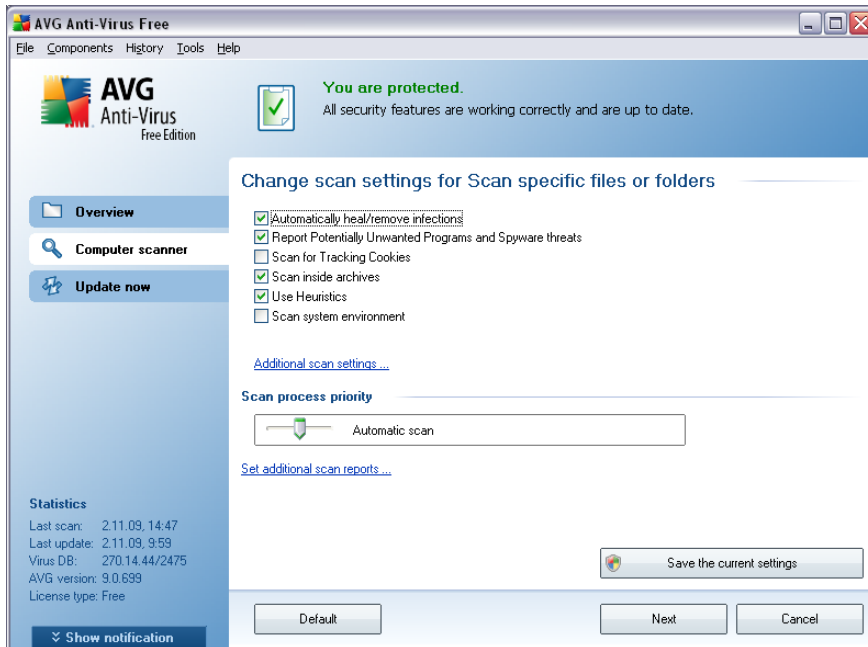 AVG Anti-Virus Free
File Components History Tools Help
AVG
Anti-Virus
Free Edition
You are protected.
All security features are working correctly and are up to date.
Overview
Computer scanner
Update now
Change scan settings for Scan specific files or folders
Automatically heal/remove infections
Report Potentially Unwanted Programs and Spyware threats
Scan for Tracking Cookies
Scan inside archives
Use Heuristics
Scan system environment
Additional scan settings ...
Scan process priority
Automatic scan
Set additional scan reports ...
Statistics
Last scan: 2.11.09, 14:47
Last update: 2.11.09, 9:59
Virus DB: 270.14.44/2475
AVG version: 9.0.699
License type: Free
Show notification
Save the current settings
Default
Next
Cancel